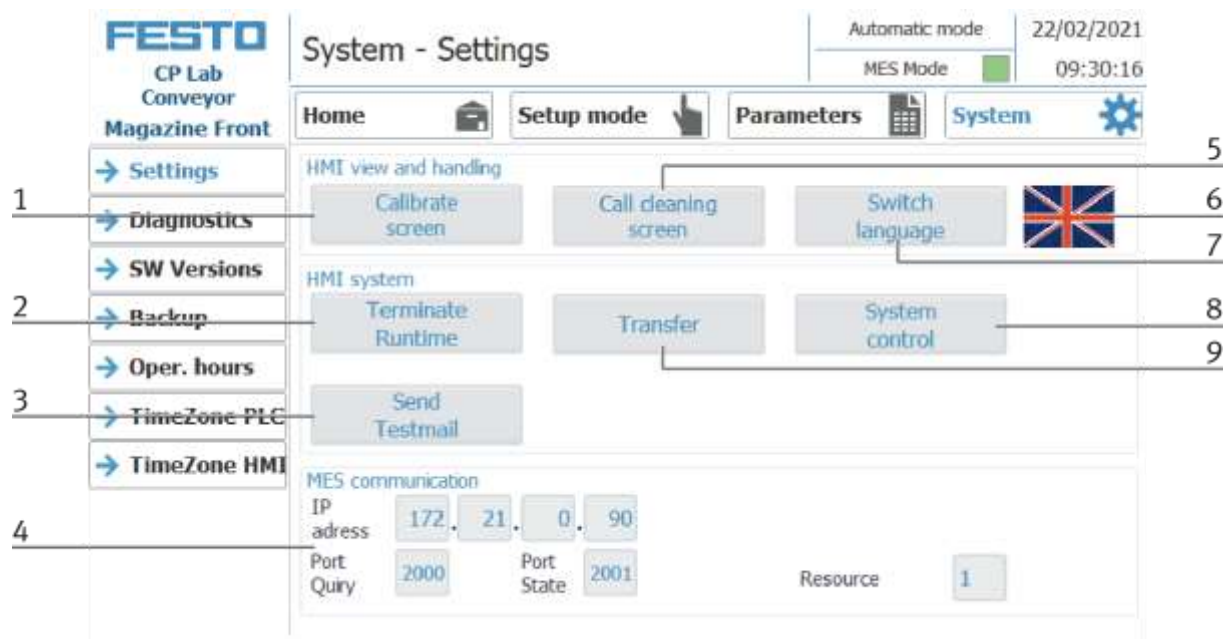 FESTO
CP Lab
Conveyor
Magazine Front
System - Settings
Automatic mode
MES Mode
22/02/2021
09:30:16
Home
Setup mode
Parameters
System
Settings
Diagnostics
SW Versions
Backup
Oper. hours
TimeZone PLC
TimeZone HMI
HMI view and handling
Calibrate
screen
Call cleaning
screen
Switch
language
HMI system
Terminate
Runtime
Transfer
System
control
Send
Testmail
MES communication
IP
adress
172 . 21 . 0 . 90
Port
Quiry
2000
Port
State
2001
Resource
1
1
2
3
4
5
6
7
8
9